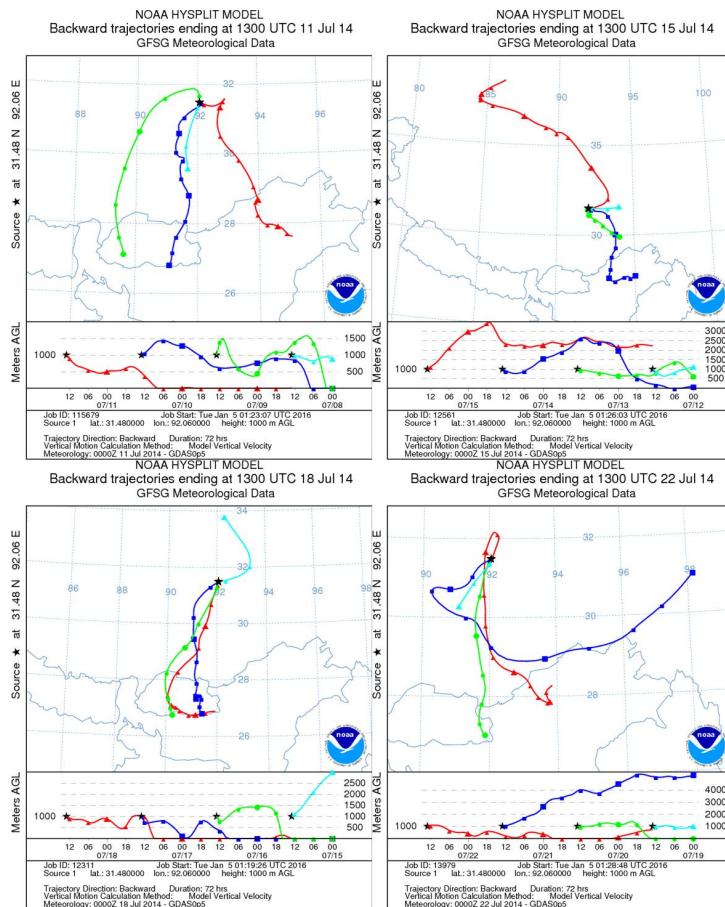 NOAA HYSPLIT MODEL
Backward trajectories ending at 1300 UTC 11 Jul 14
GFSG Meteorological Data
Source ★ at 31.48 N 92.06 E
88 90 92 94 96
32
30
28
26
noaa
Meters AGL
1000
1500
1000
500
12 06 00 18 12 06 00 18 12 06 00 18 12 06 00
07/11 07/10 07/09 07/08
Job ID: 115679 Job Start: Tue Jan 5 01:23:07 UTC 2016
Source 1 lat.: 31.480000 lon.: 92.060000 height: 1000 m AGL
Trajectory Direction: Backward Duration: 72 hrs
Vertical Motion Calculation Method: Model Vertical Velocity
Meteorology: 0000Z 11 Jul 2014 - GDAS0p5
NOAA HYSPLIT MODEL
Backward trajectories ending at 1300 UTC 15 Jul 14
GFSG Meteorological Data
Source ★ at 31.48 N 92.06 E
80 85 90 95 100
35
30
noaa
Meters AGL
1000
3000
2500
2000
1500
1000
500
12 06 00 18 12 06 00 18 12 06 00 18 12 06 00
07/15 07/14 07/13 07/12
Job ID: 12561 Job Start: Tue Jan 5 01:26:03 UTC 2016
Source 1 lat.: 31.480000 lon.: 92.060000 height: 1000 m AGL
Trajectory Direction: Backward Duration: 72 hrs
Vertical Motion Calculation Method: Model Vertical Velocity
Meteorology: 0000Z 15 Jul 2014 - GDAS0p5
NOAA HYSPLIT MODEL
Backward trajectories ending at 1300 UTC 18 Jul 14
GFSG Meteorological Data
Source ★ at 31.48 N 92.06 E
86 88 90 92 94 96 98
34
32
30
28
26
noaa
Meters AGL
1000
2500
2000
1500
1000
500
12 06 00 18 12 06 00 18 12 06 00 18 12 06 00
07/18 07/17 07/16 07/15
Job ID: 12311 Job Start: Tue Jan 5 01:19:26 UTC 2016
Source 1 lat.: 31.480000 lon.: 92.060000 height: 1000 m AGL
Trajectory Direction: Backward Duration: 72 hrs
Vertical Motion Calculation Method: Model Vertical Velocity
Meteorology: 0000Z 18 Jul 2014 - GDAS0p5
NOAA HYSPLIT MODEL
Backward trajectories ending at 1300 UTC 22 Jul 14
GFSG Meteorological Data
Source ★ at 31.48 N 92.06 E
90 92 94 96 98
32
30
28
noaa
Meters AGL
1000
4000
3000
2000
1000
12 06 00 18 12 06 00 18 12 06 00 18 12 06 00
07/22 07/21 07/20 07/19
Job ID: 13979 Job Start: Tue Jan 5 01:28:48 UTC 2016
Source 1 lat.: 31.480000 lon.: 92.060000 height: 1000 m AGL
Trajectory Direction: Backward Duration: 72 hrs
Vertical Motion Calculation Method: Model Vertical Velocity
Meteorology: 0000Z 22 Jul 2014 - GDAS0p5